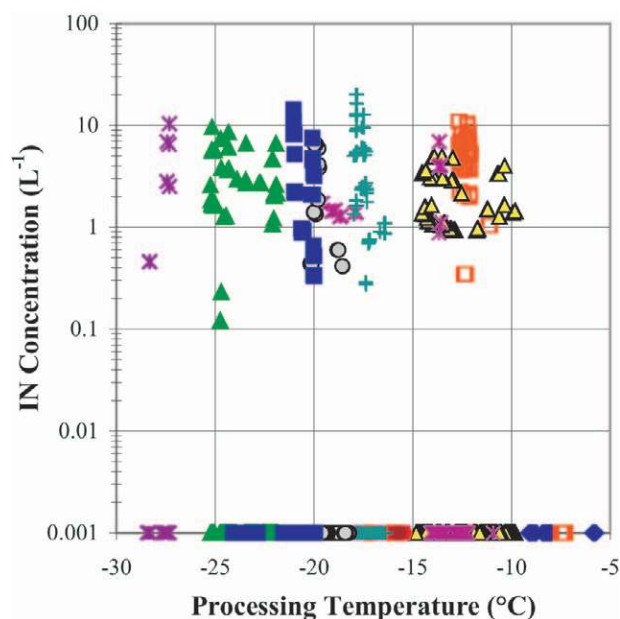 100
10
1
0.1
0.01
0.001
IN Concentration (L⁻¹)
-30 -25 -20 -15 -10 -5
Processing Temperature (°C)